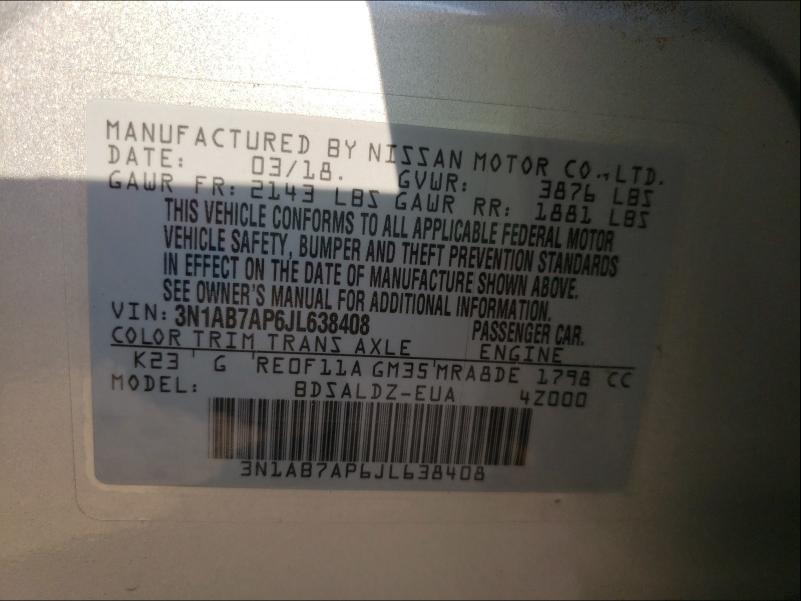 MANUFACTURED BY NISSAN MOTOR CO.,LTD.
DATE: 03/18. GVWR: 3876 LBS
GAWR FR: 2143 LBS GAWR RR: 1881 LBS
THIS VEHICLE CONFORMS TO ALL APPLICABLE FEDERAL MOTOR
VEHICLE SAFETY, BUMPER AND THEFT PREVENTION STANDARDS
IN EFFECT ON THE DATE OF MANUFACTURE SHOWN ABOVE.
SEE OWNER'S MANUAL FOR ADDITIONAL INFORMATION.
VIN: 3N1AB7AP6JL638408 PASSENGER CAR.
COLOR TRIM TRANS AXLE ENGINE
K23 ' G 'RE0F11A GM35'MRA8DE 1798 CC
MODEL: BDSALDZ-EUA 4Z000
3N1AB7AP6JL638408